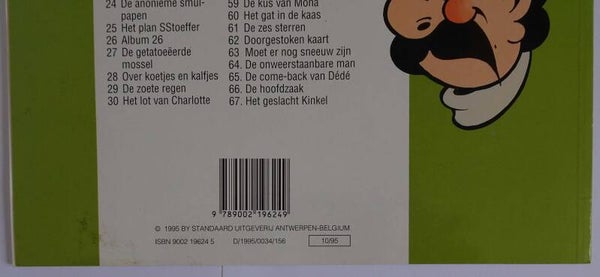 24 De anonieme smul-
papen
25 Het plan SStoeffer
26 Album 26
27 De getatoeëerde
mossel
28 Over koetjes en kalfjes
29 De zoete regen
30 Het lot van Charlotte
59 De kus van Mona
60 Het gat in de kaas
61 De zes sterren
62 Doorgestoken kaart
63 Moet er nog sneeuw zijn
64. De onweerstaanbare man
65. De come-back van Dédé
66. De hoofdzaak
67. Het geslacht Kinkel
9 789002 196249
© 1995 BY STANDAARD UITGEVERIJ ANTWERPEN-BELGIUM
ISBN 9002 19624 5 D/1995/0034/156 10/95